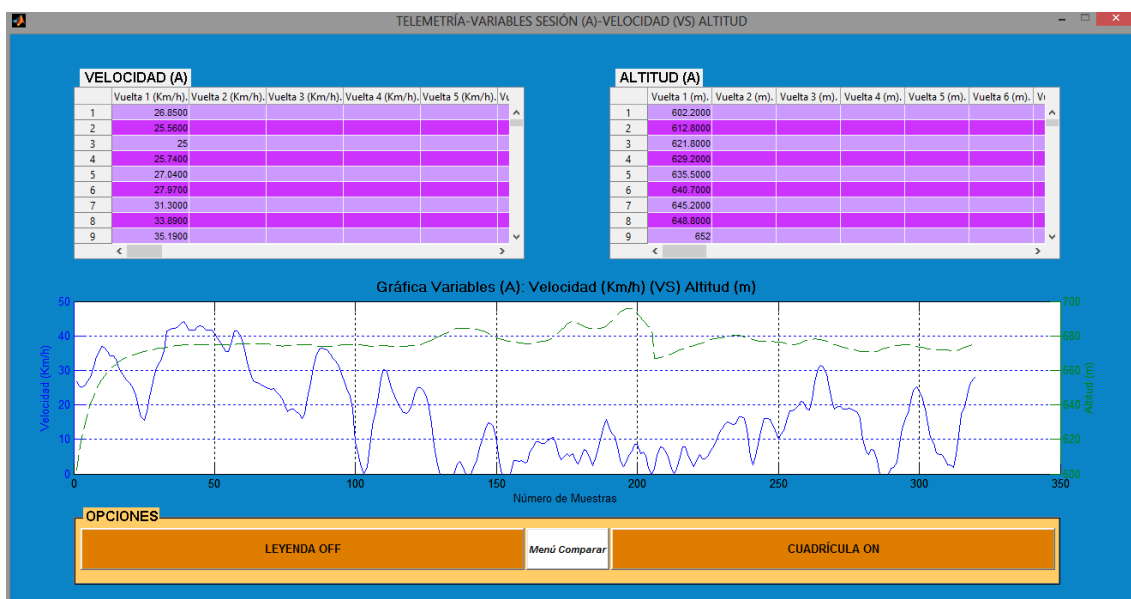 TELEMETRÍA-VARIABLES SESIÓN (A)-VELOCIDAD (VS) ALTITUD
VELOCIDAD (A)
Vuelta 1 (Km/h). Vuelta 2 (Km/h). Vuelta 3 (Km/h). Vuelta 4 (Km/h). Vuelta 5 (Km/h). Vu
1 26.8500
2 25.5600
3 25
4 25.7400
5 27.0400
6 27.9700
7 31.3000
8 33.8900
9 35.1900
ALTITUD (A)
Vuelta 1 (m). Vuelta 2 (m). Vuelta 3 (m). Vuelta 4 (m). Vuelta 5 (m). Vuelta 6 (m). Vu
1 602.2000
2 612.8000
3 621.8000
4 629.2000
5 635.5000
6 640.7000
7 645.2000
8 648.8000
9 652
Gráfica Variables (A): Velocidad (Km/h) (VS) Altitud (m)
Velocidad (Km/h)
50
40
30
20
10
0
700
680
660
640
620
600
Altitud (m)
0 50 100 150 200 250 300 350
Número de Muestras
OPCIONES
LEYENDA OFF
Menú Comparar
CUADRÍCULA ON